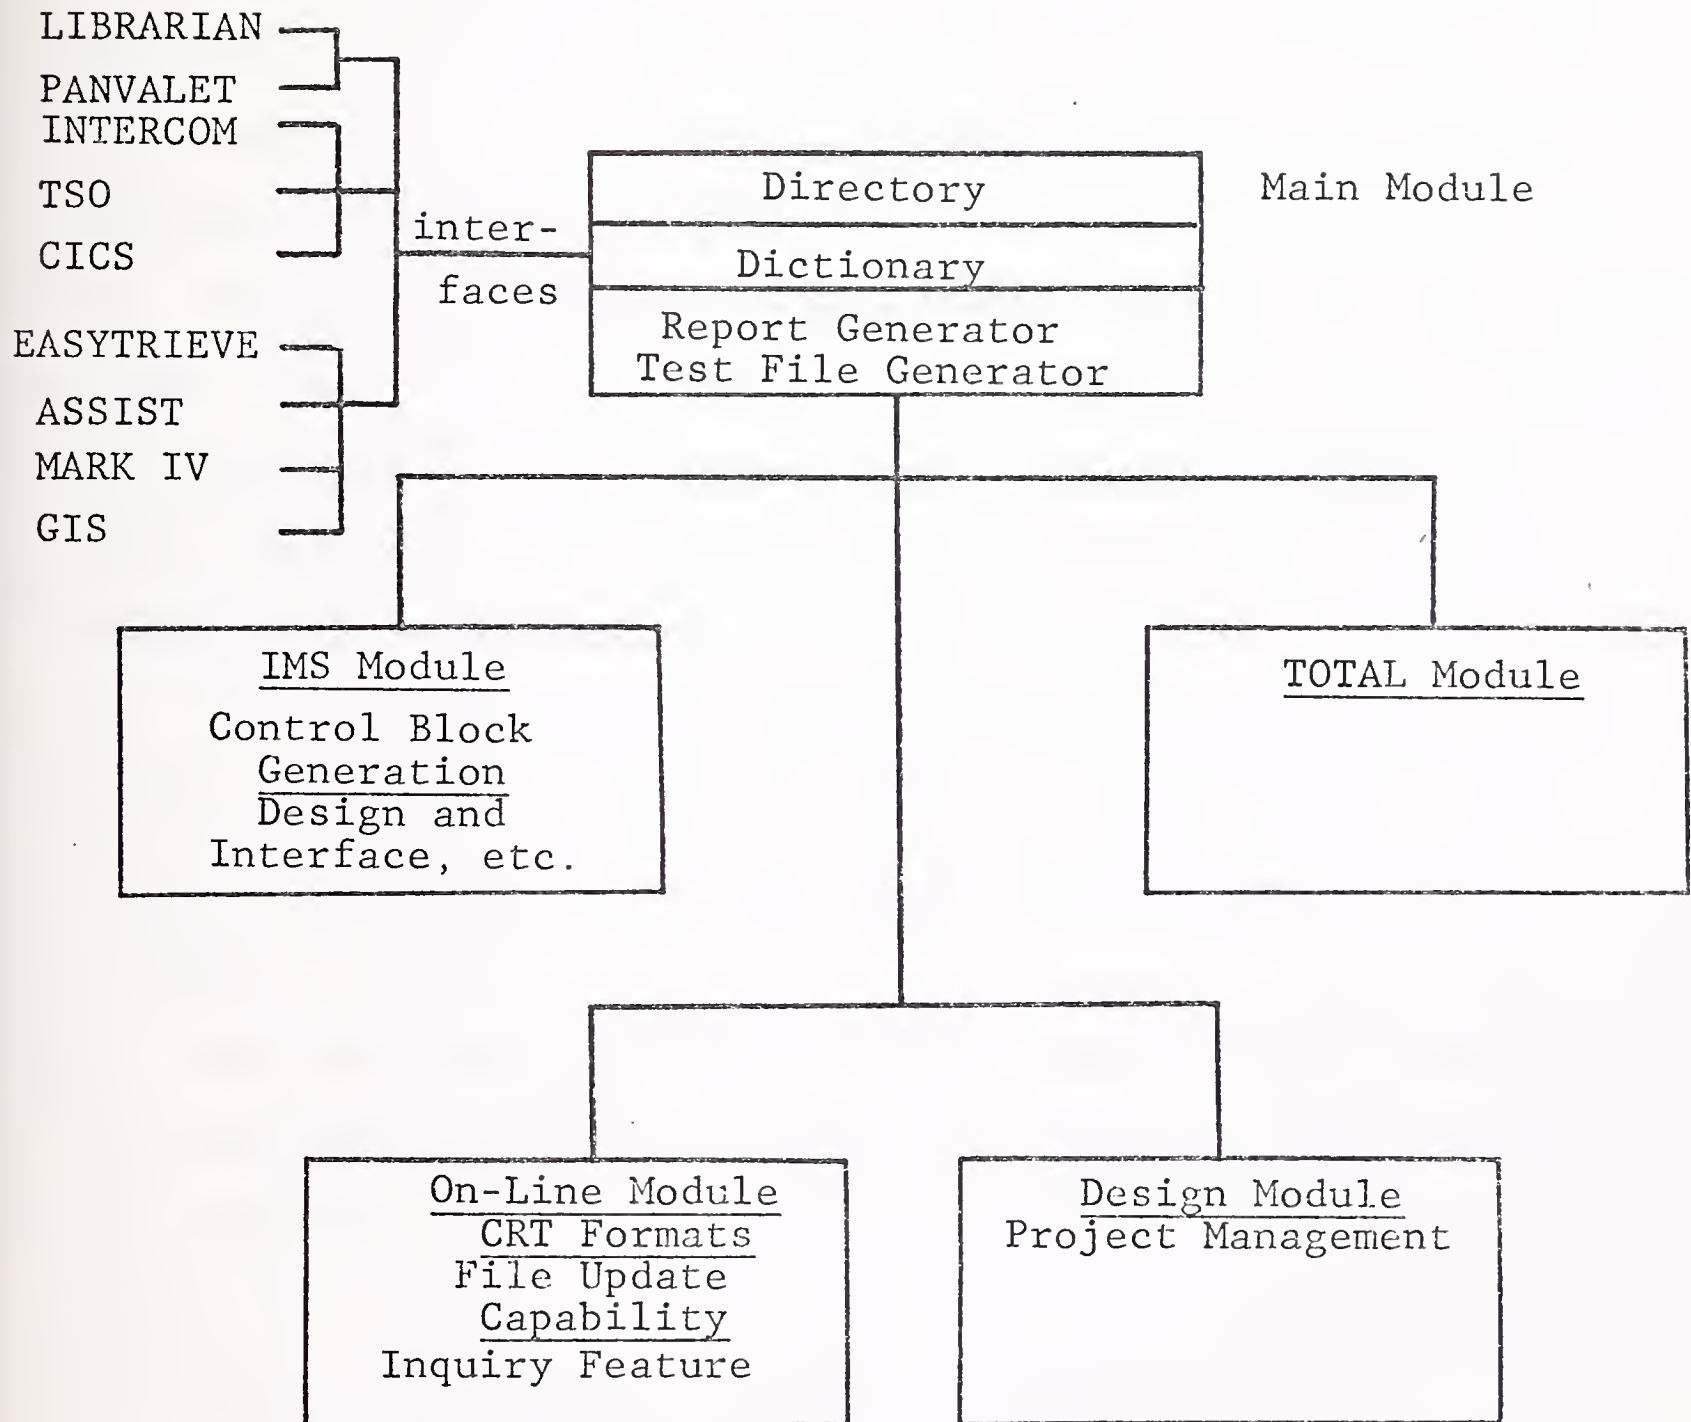 LIBRARIAN
PANVALET
INTERCOM
TSO
CICS
EASYTRIEVE
ASSIST
MARK IV
GIS
inter-
faces
Directory
Dictionary
Report Generator
Test File Generator
Main Module
IMS Module
Control Block
Generation
Design and
Interface, etc.
TOTAL Module
On-Line Module
CRT Formats
File Update
Capability
Inquiry Feature
Design Module
Project Management